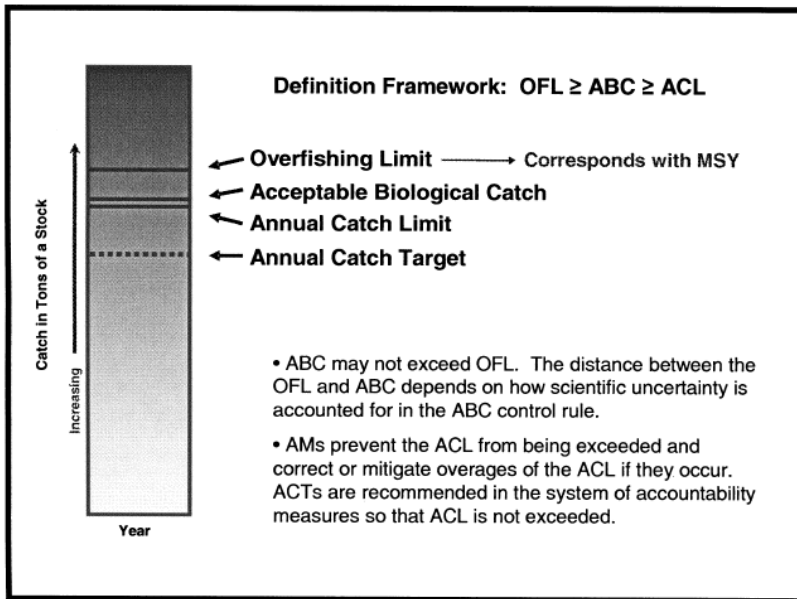 Definition Framework: OFL ≥ ABC ≥ ACL
Overfishing Limit
Corresponds with MSY
Acceptable Biological Catch
Annual Catch Limit
Annual Catch Target
Catch in Tons of a Stock
Increasing
Year
• ABC may not exceed OFL. The distance between the
OFL and ABC depends on how scientific uncertainty is
accounted for in the ABC control rule.
• AMs prevent the ACL from being exceeded and
correct or mitigate overages of the ACL if they occur.
ACTs are recommended in the system of accountability
measures so that ACL is not exceeded.